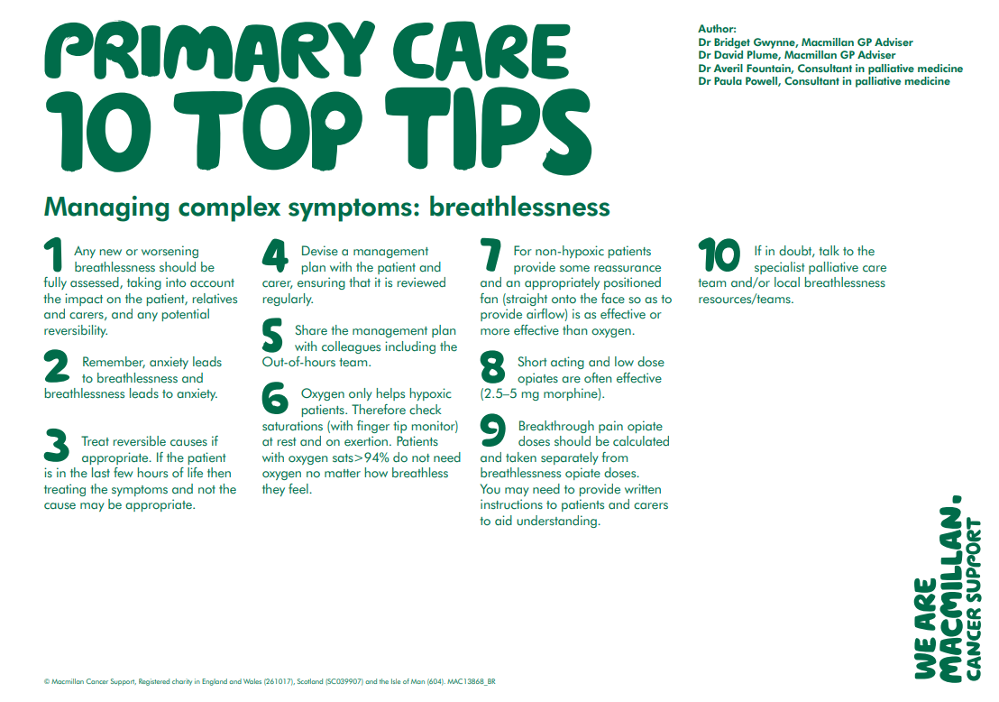 PRIMARY CARE
10 TOP TIPS
Author:
Dr Bridget Gwynne, Macmillan GP Adviser
Dr David Plume, Macmillan GP Adviser
Dr Averil Fountain, Consultant in palliative medicine
Dr Paula Powell, Consultant in palliative medicine
Managing complex symptoms: breathlessness
1 Any new or worsening
breathlessness should be
fully assessed, taking into account
the impact on the patient, relatives
and carers, and any potential
reversibility.
2 Remember, anxiety leads
to breathlessness and
breathlessness leads to anxiety.
3 Treat reversible causes if
appropriate. If the patient
is in the last few hours of life then
treating the symptoms and not the
cause may be appropriate.
4 Devise a management
plan with the patient and
carer, ensuring that it is reviewed
regularly.
5 Share the management plan
with colleagues including the
Out-of-hours team.
6 Oxygen only helps hypoxic
patients. Therefore check
saturations (with finger tip monitor)
at rest and on exertion. Patients
with oxygen sats>94% do not need
oxygen no matter how breathless
they feel.
7 For non-hypoxic patients
provide some reassurance
and an appropriately positioned
fan (straight onto the face so as to
provide airflow) is as effective or
more effective than oxygen.
8 Short acting and low dose
opiates are often effective
(2.5–5 mg morphine).
9 Breakthrough pain opiate
doses should be calculated
and taken separately from
breathlessness opiate doses.
You may need to provide written
instructions to patients and carers
to aid understanding.
10 If in doubt, talk to the
specialist palliative care
team and/or local breathlessness
resources/teams.
WE ARE
MACMILLAN.
CANCER SUPPORT
© Macmillan Cancer Support, Registered charity in England and Wales (261017), Scotland (SC039907) and the Isle of Man (604). MAC13868_BR